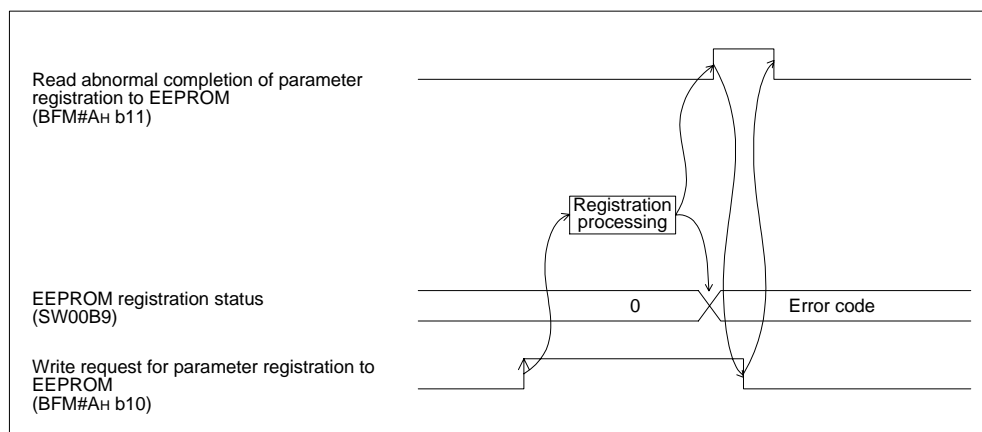 Read abnormal completion of parameter
registration to EEPROM
(BFM#AH b11)
Registration
processing
EEPROM registration status
(SW00B9)
0
Error code
Write request for parameter registration to
EEPROM
(BFM#AH b10)